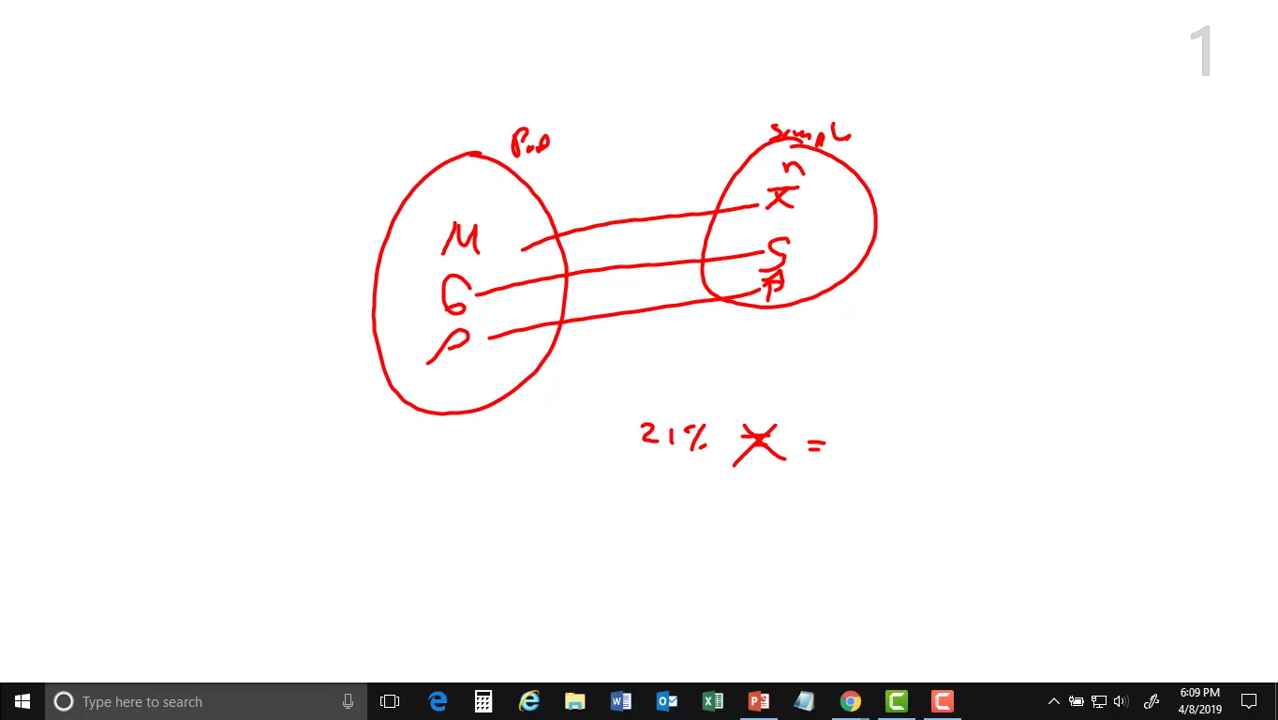 1
Pop
Sample
n
x̄
M
S
σ
p̄
P
21% X =
Type here to search
6:09 PM
4/8/2019